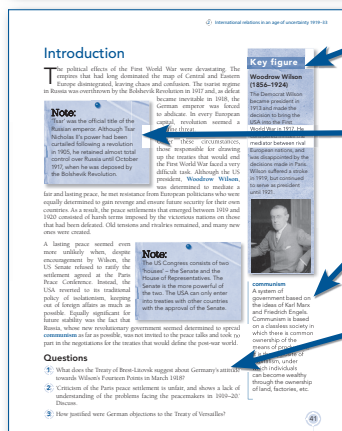 International relations in an age of uncertainty 1919–33
Introduction
The political effects of the First World War were devastating. The
empires that had long dominated the map of Central and Eastern
Europe disintegrated, leaving chaos and confusion. The tsarist regime
in Russia was overthrown by the Bolshevik Revolution in 1917 and, as defeat
became inevitable in 1918, the
German emperor was forced
to abdicate. In every European
capital, revolution seemed a
threat.
Under these circumstances,
those responsible for drawing
up the treaties that would end
the First World War faced a very
difficult task. Although the US
president, Woodrow Wilson,
was determined to mediate a
fair and lasting peace, he met resistance from European politicians who were
equally determined to gain revenge and ensure future security for their own
countries. As a result, the peace settlements that emerged between 1919 and
1920 consisted of harsh terms imposed by the victorious nations on those
that had been defeated. Old tensions and rivalries remained, and many new
ones were created.
Note:
'Tsar' was the official title of the
Russian emperor. Although Tsar
Nicholas II's power had been
curtailed following a revolution
in 1905, he retained almost total
control over Russia until October
1917, when he was deposed by
the Bolshevik Revolution.
A lasting peace seemed even
more unlikely when, despite
encouragement by Wilson, the
US Senate refused to ratify the
settlement agreed at the Paris
Peace Conference. Instead, the
USA reverted to its traditional
policy of isolationism, keeping
out of foreign affairs as much as
possible. Equally significant for
future stability was the fact that
Russia, whose new revolutionary government seemed determined to spread
communism as far as possible, was not invited to the peace talks and took no
part in the negotiations for the treaties that would define the post-war world.
Note:
The US Congress consists of two
'houses' – the Senate and the
House of Representatives. The
Senate is the more powerful of
the two. The USA can only enter
into treaties with other countries
with the approval of the Senate.
Questions
1 What does the Treaty of Brest-Litovsk suggest about Germany's attitude
towards Wilson's Fourteen Points in March 1918?
2 'Criticism of the Paris peace settlement is unfair, and shows a lack of
understanding of the problems facing the peacemakers in 1919–20.'
Discuss.
3 How justified were German objections to the Treaty of Versailles?
Key figure
Woodrow Wilson
(1856–1924)
The Democrat Wilson
became president in
1913 and made the
decision to bring the
USA into the First
World War in 1917. He
mediator between rival
European nations, and
was disappointed by the
decisions made in Paris.
Wilson suffered a stroke
in 1919, but continued
to serve as president
until 1921.
communism
A system of
government based on
the ideas of Karl Marx
and Friedrich Engels.
Communism is based
on a classless society in
which there is common
ownership of the
means of
under
which individuals
can become wealthy
through the ownership
of land, factories, etc.
41